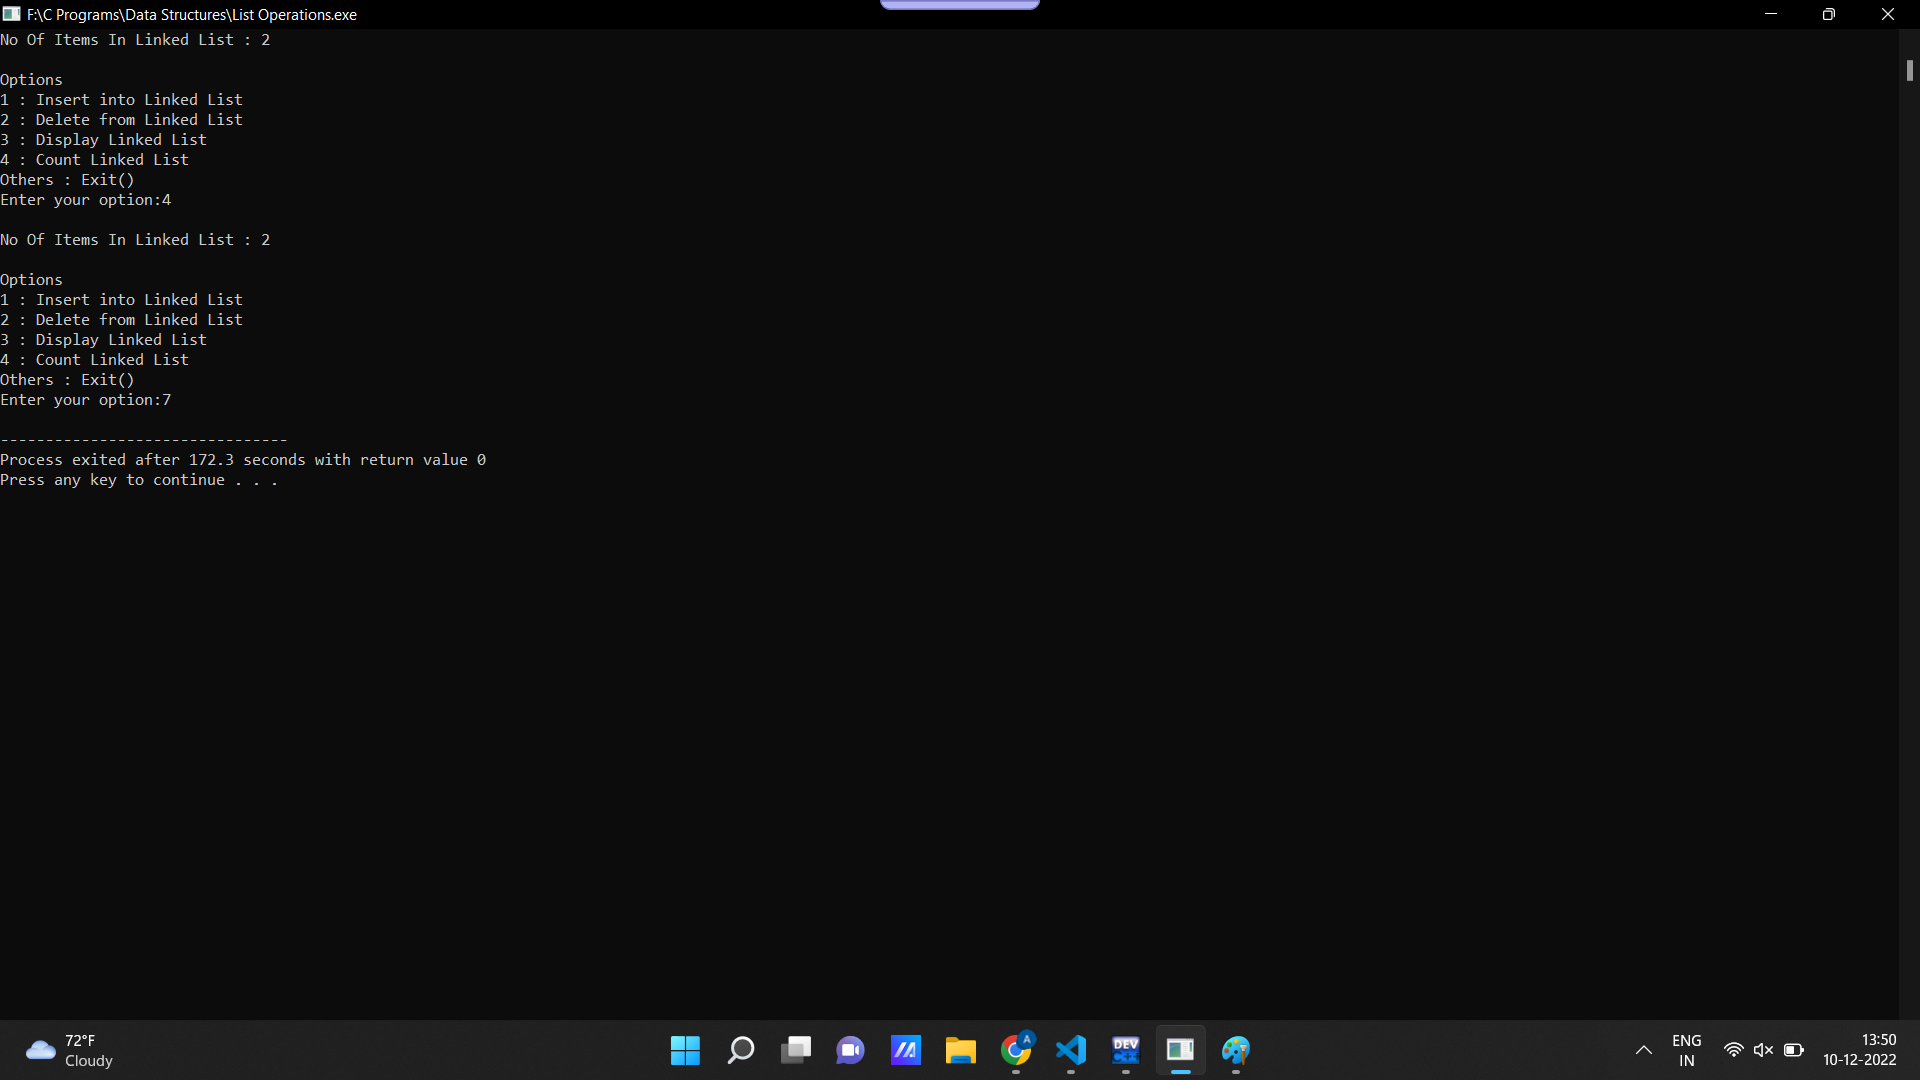 F:\C Programs\Data Structures\List Operations.exe
No Of Items In Linked List : 2
Options
1 : Insert into Linked List
2 : Delete from Linked List
3 : Display Linked List
4 : Count Linked List
Others : Exit()
Enter your option:4
No Of Items In Linked List : 2
Options
1 : Insert into Linked List
2 : Delete from Linked List
3 : Display Linked List
4 : Count Linked List
Others : Exit()
Enter your option:7
--------------------------------
Process exited after 172.3 seconds with return value 0
Press any key to continue . . .
72°F
Cloudy
A
DEV
C++
ENG
IN
13:50
10-12-2022